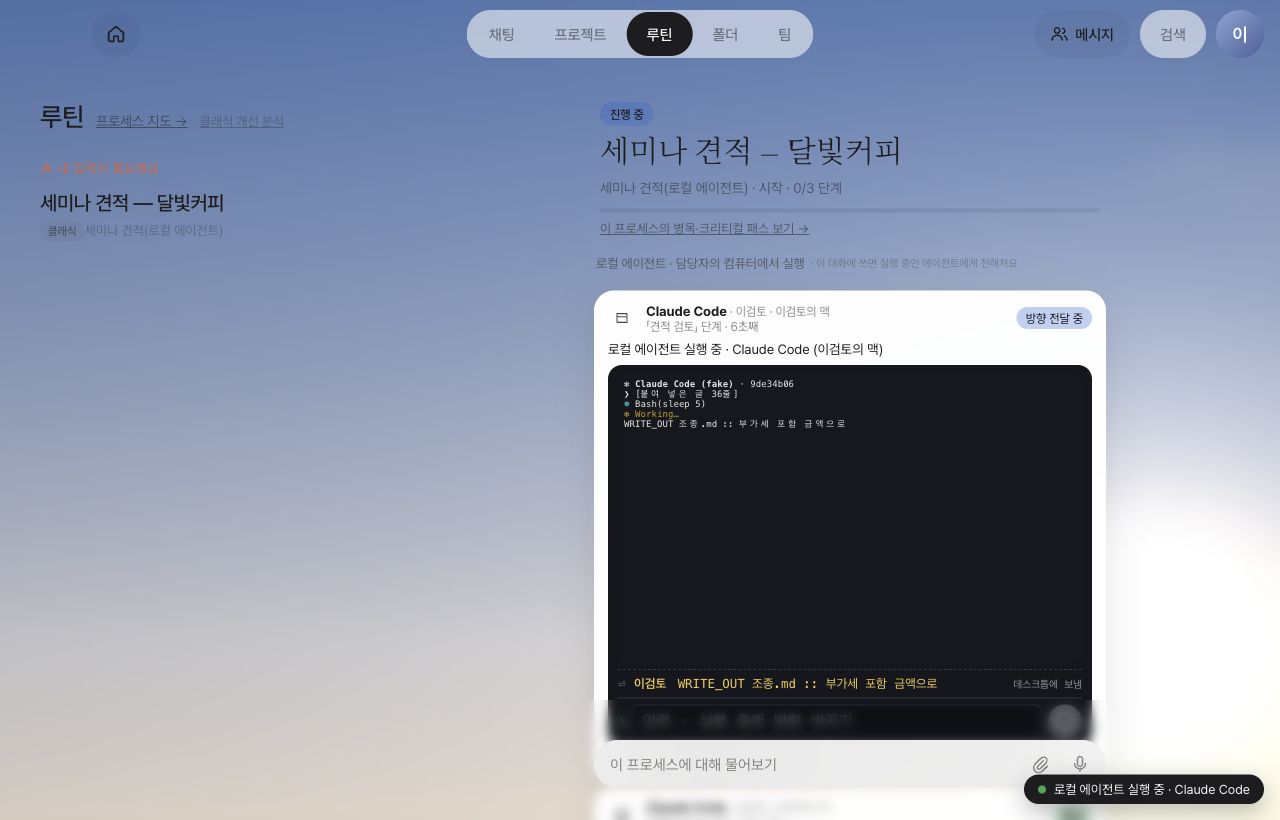 채팅
프로젝트
루틴
폴더
팀
메시지
검색
이
루틴 프로세스 지도 → 클래식 개선 분석
세미나 견적 — 달빛커피
클래식 세미나 견적(로컬 에이전트)
진행 중
세미나 견적 — 달빛커피
세미나 견적(로컬 에이전트) · 시작 · 0/3 단계
이 프로세스의 병목·크리티컬 패스 보기 →
로컬 에이전트 · 담당자의 컴퓨터에서 실행 · 이 대화에 쓰면 실행 중인 에이전트에게 전해져요
Claude Code · 이검토 · 이검토의 맥
「견적 검토」 단계 · 6초째
방향 전달 중
로컬 에이전트 실행 중 · Claude Code (이검토의 맥)
✻ Claude Code (fake) · 9de34b06
❯ [붙여 넣은 글 36줄]
● Bash(sleep 5)
✻ Working…
WRITE_OUT 조종.md :: 부가세 포함 금액으로
⏎ 이검토 WRITE_OUT 조종.md :: 부가세 포함 금액으로 데스크톱에 보냄
이 프로세스에 대해 물어보기
로컬 에이전트 실행 중 · Claude Code